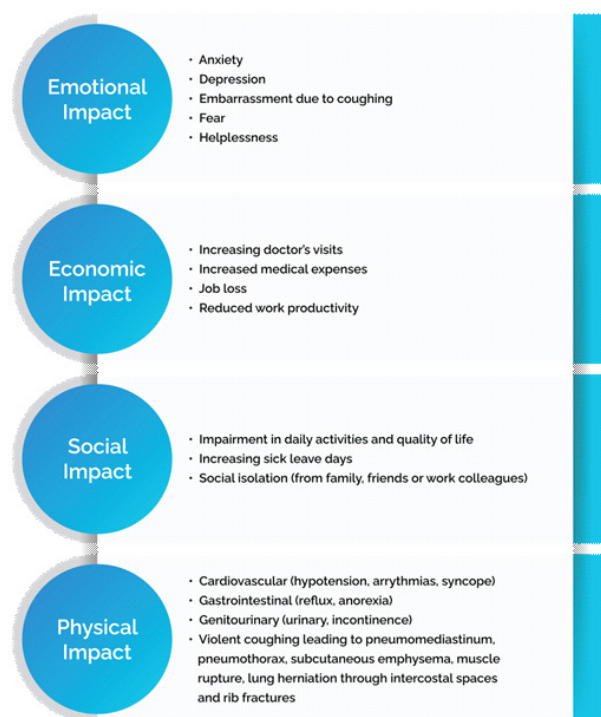 Emotional
Impact
• Anxiety
• Depression
• Embarrassment due to coughing
• Fear
• Helplessness
Economic
Impact
• Increasing doctor's visits
• Increased medical expenses
• Job loss
• Reduced work productivity
Social
Impact
• Impairment in daily activities and quality of life
• Increasing sick leave days
• Social isolation (from family, friends or work colleagues)
Physical
Impact
• Cardiovascular (hypotension, arrythmias, syncope)
• Gastrointestinal (reflux, anorexia)
• Genitourinary (urinary, incontinence)
• Violent coughing leading to pneumomediastinum,
pneumothorax, subcutaneous emphysema, muscle
rupture, lung herniation through intercostal spaces
and rib fractures